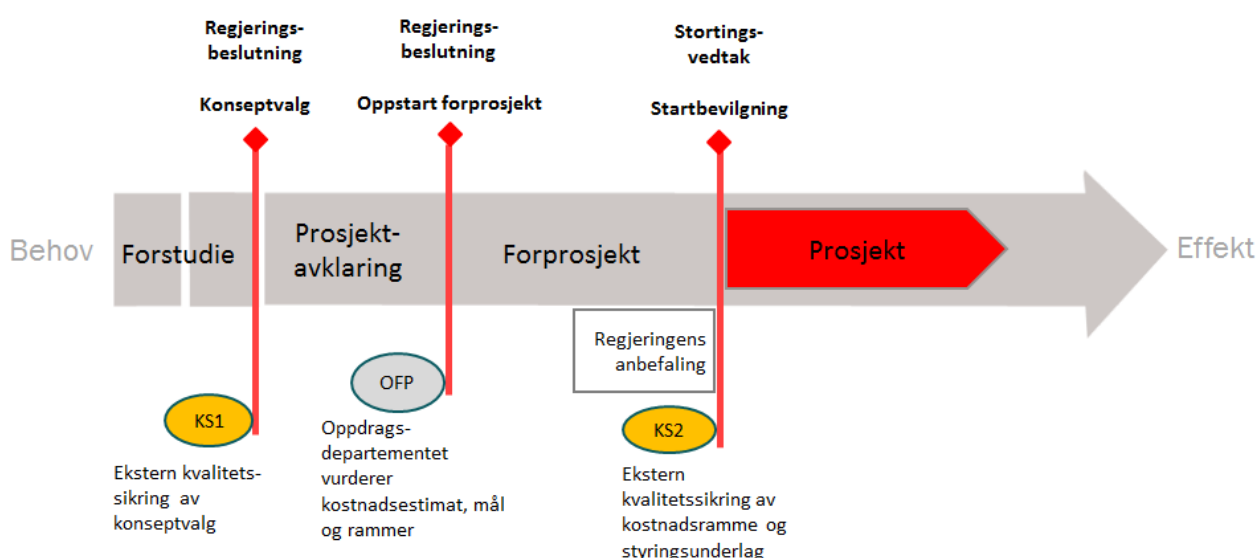 Regjerings-
beslutning
Konseptvalg
Regjerings-
beslutning
Oppstart forprosjekt
Stortings-
vedtak
Startbevilgning
Behov
Forstudie
Prosjekt-
avklaring
Forprosjekt
Prosjekt
Effekt
KS1
Ekstern kvalitets-
sikring av
konseptvalg
OFP
Oppdrags-
departementet
vurderer
kostnadsestimat, mål
og rammer
Regjeringens
anbefaling
KS2
Ekstern
kvalitetssikring av
kostnadsramme og
styringsunderlag